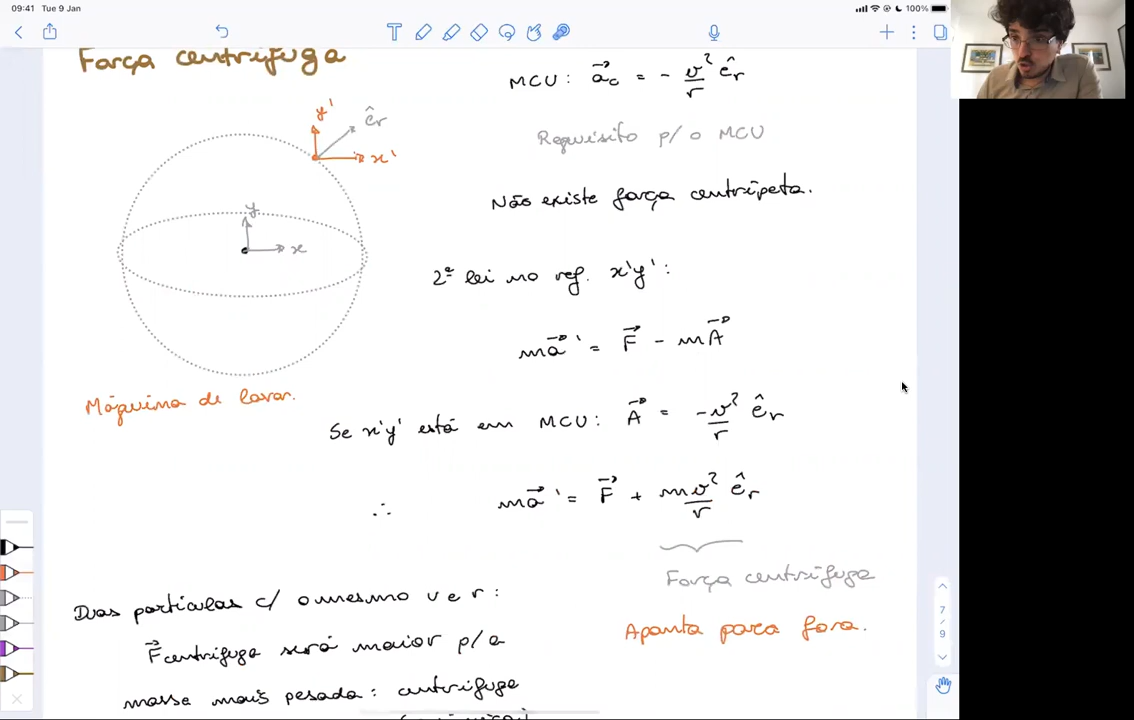 09:41 Tue 9 Jan
100%
Força centrífuga
MCU: a⃗c = - v²/r êr
Requisito p/ o MCU
Não existe força centrípeta.
y'
êr
x'
y
x
2ª lei no ref. x'y':
ma⃗' = F⃗ - mA⃗
Máquina de lavar.
Se x'y' está em MCU: A⃗ = -v²/r êr
∴ ma⃗' = F⃗ + mv²/r êr
Força centrífuga
Aponta para fora.
Duas partículas c/ o mesmo v e r:
F⃗centrífuga será maior p/ a
massa mais pesada: centrífuga
7
/
9